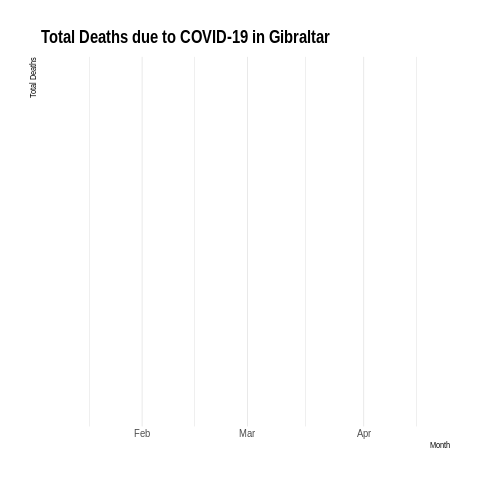 Total Deaths due to COVID-19 in Gibraltar
Total Deaths
Feb Mar Apr
Month